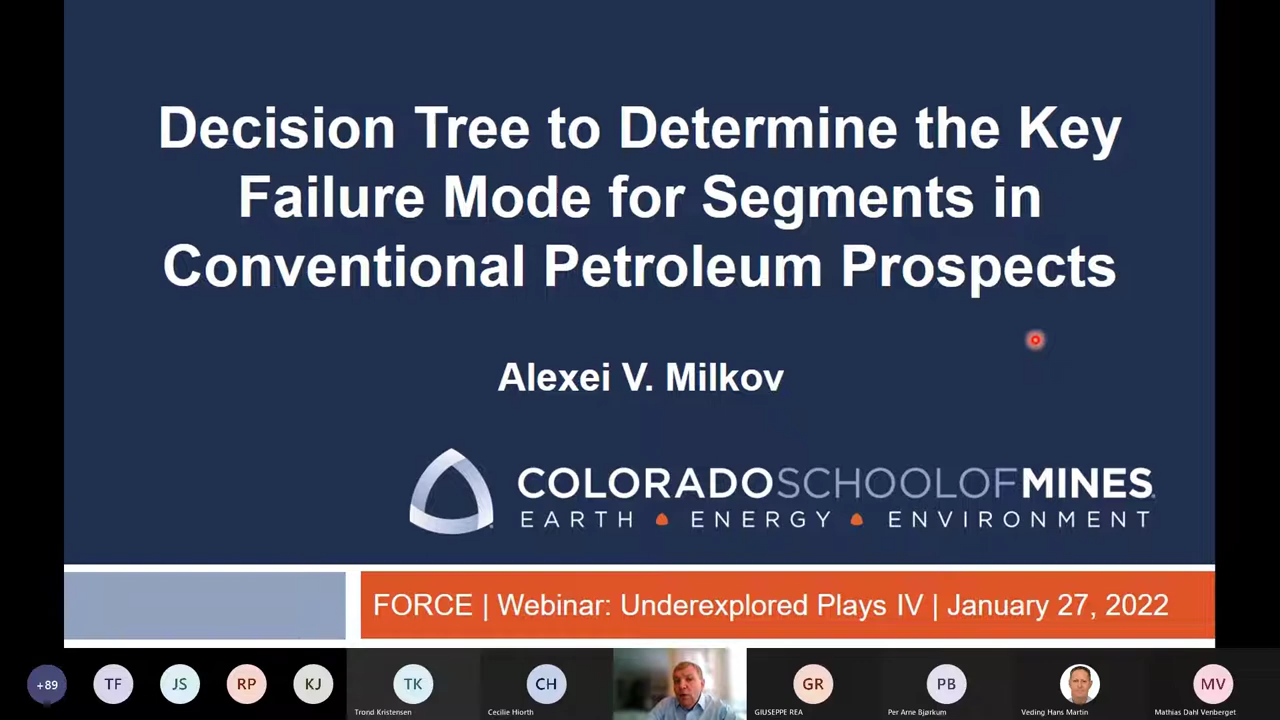 Decision Tree to Determine the Key
Failure Mode for Segments in
Conventional Petroleum Prospects
Alexei V. Milkov
COLORADOSCHOOLOFMINES
EARTH ENERGY ENVIRONMENT
FORCE | Webinar: Underexplored Plays IV | January 27, 2022
+89 TF JS RP KJ TK CH GR PB MV
Trond Kristensen Cecilie Hiorth GIUSEPPE REA Per Arne Bjørkum Veding Hans Martin Mathias Dahl Venberget